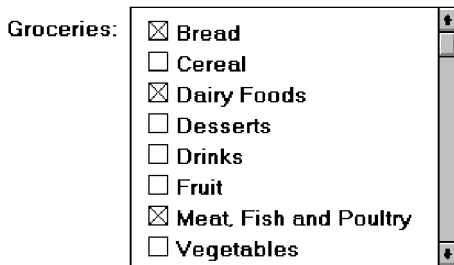 Groceries:
Bread
Cereal
Dairy Foods
Desserts
Drinks
Fruit
Meat, Fish and Poultry
Vegetables